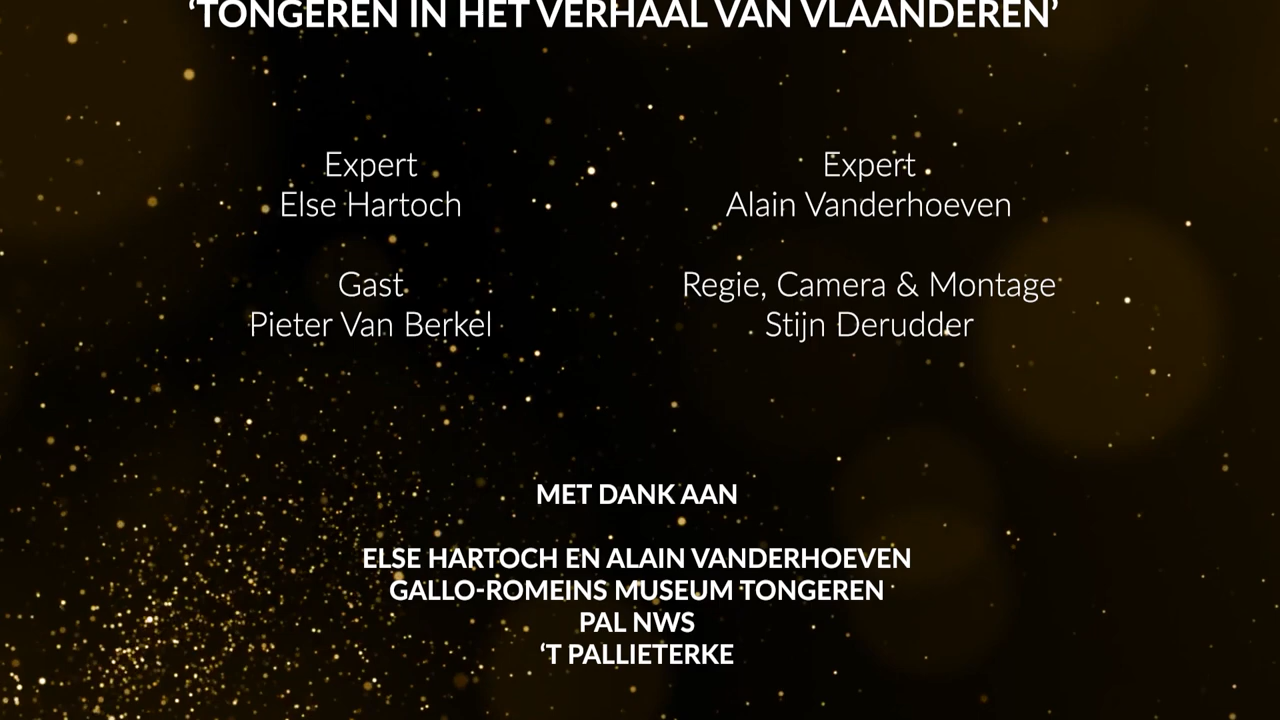 ‘TONGEREN IN HET VERHAAL VAN VLAANDEREN’
Expert
Else Hartoch
Expert
Alain Vanderhoeven
Gast
Pieter Van Berkel
Regie, Camera & Montage
Stijn Derudder
MET DANK AAN
ELSE HARTOCH EN ALAIN VANDERHOEVEN
GALLO-ROMEINS MUSEUM TONGEREN
PAL NWS
‘T PALLIETERKE